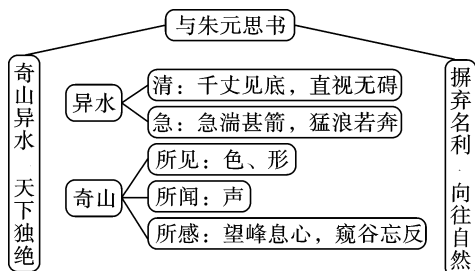 与朱元思书
奇山异水 天下独绝
异水
清：千丈见底，直视无碍
急：急湍甚箭，猛浪若奔
奇山
所见：色、形
所闻：声
所感：望峰息心，窥谷忘反
摒弃名利·向往自然